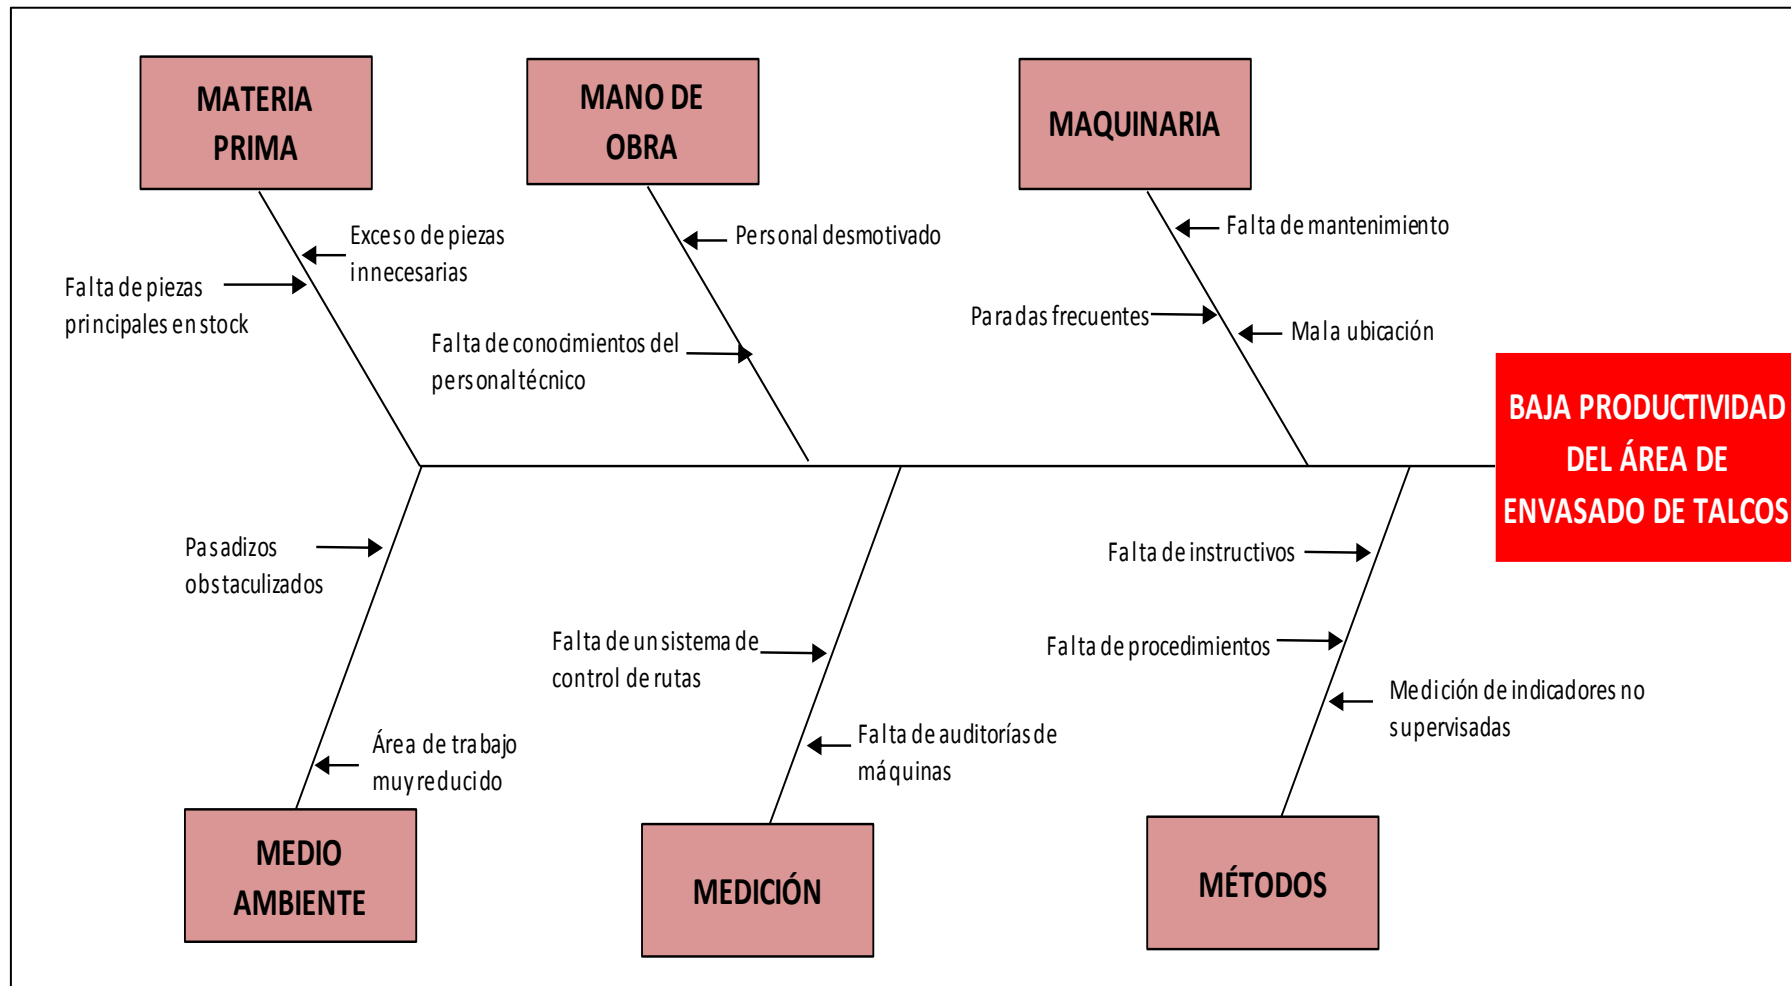 MATERIA
PRIMA
MANO DE
OBRA
MAQUINARIA
Exceso de piezas
innecesarias
Falta de piezas
principales en stock
Personal desmotivado
Falta de conocimientos del
personal técnico
Falta de mantenimiento
Paradas frecuentes
Mala ubicación
BAJA PRODUCTIVIDAD
DEL ÁREA DE
ENVASADO DE TALCOS
Pasadizos
obstaculizados
Área de trabajo
muy reducido
Falta de un sistema de
control de rutas
Falta de auditorías de
máquinas
Falta de instructivos
Falta de procedimientos
Medición de indicadores no
supervisadas
MEDIO
AMBIENTE
MEDICIÓN
MÉTODOS